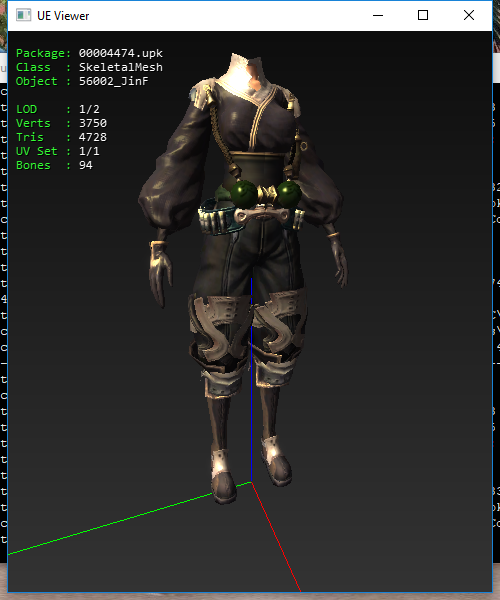 UE Viewer
Package: 00004474.upk
Class : SkeletalMesh
Object : 56002_JinF
LOD : 1/2
Verts : 3750
Tris : 4728
UV Set : 1/1
Bones : 94